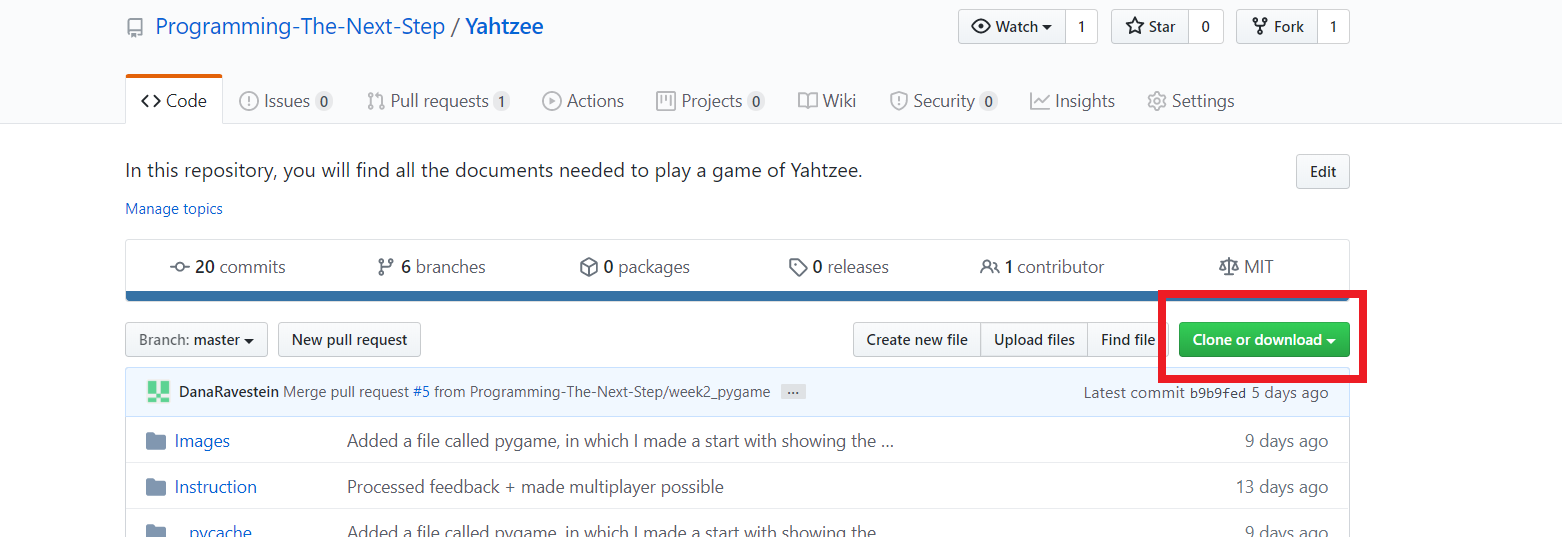 Programming-The-Next-Step / Yahtzee Watch 1 Star 0 Fork 1
Code Issues 0 Pull requests 1 Actions Projects 0 Wiki Security 0 Insights Settings
In this repository, you will find all the documents needed to play a game of Yahtzee. Edit
Manage topics
20 commits 6 branches 0 packages 0 releases 1 contributor MIT
Branch: master New pull request Create new file Upload files Find file Clone or download
DanaRavestein Merge pull request #5 from Programming-The-Next-Step/week2_pygame ... Latest commit b9b9fed 5 days ago
Images Added a file called pygame, in which I made a start with showing the ... 9 days ago
Instruction Processed feedback + made multiplayer possible 13 days ago
pycache Added a file called pygame, in which I made a start with showing the 9 days ago